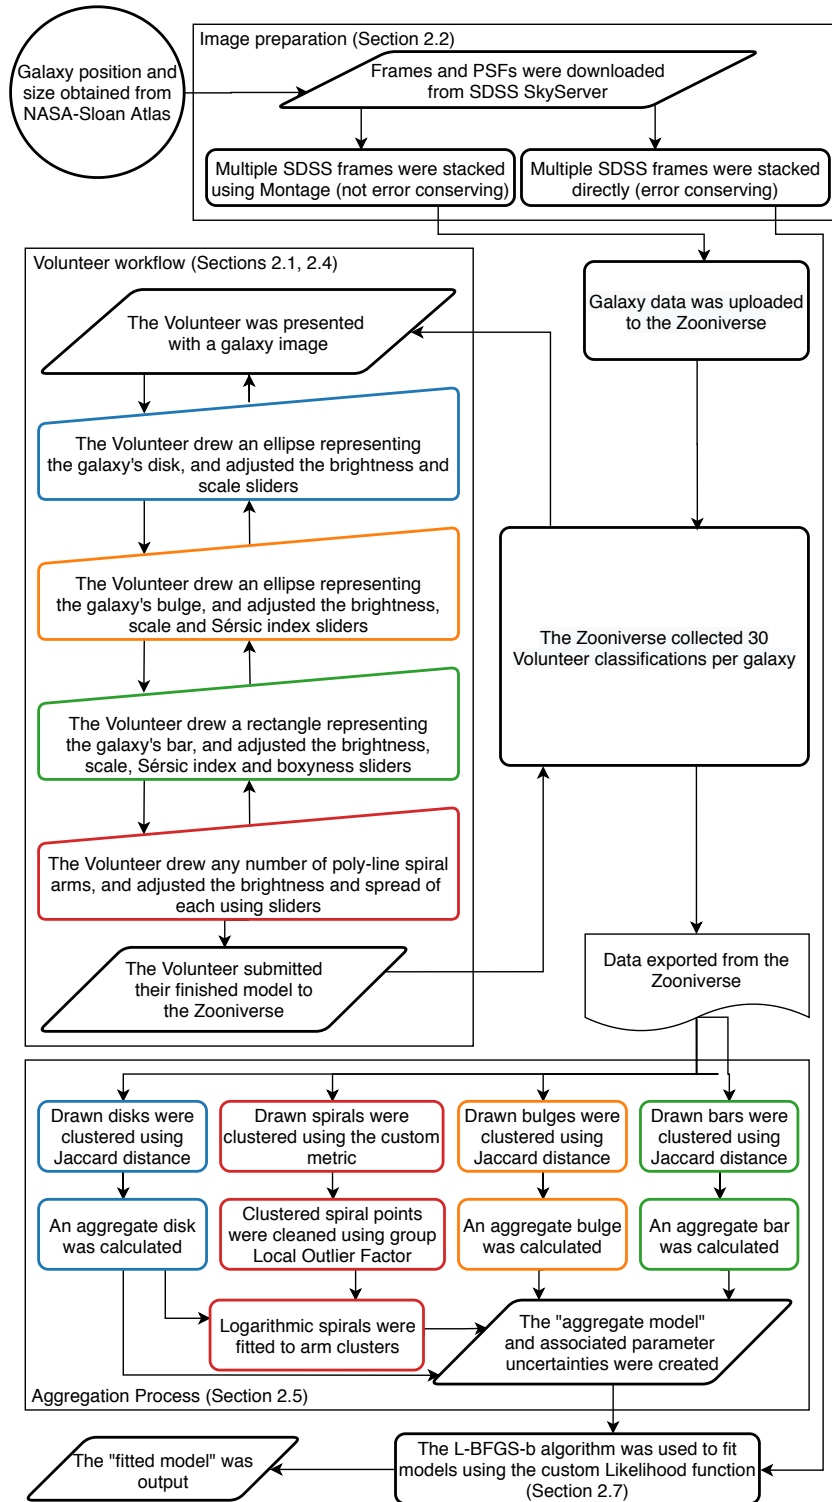 Image preparation (Section 2.2)
Galaxy position and
size obtained from
NASA-Sloan Atlas
Frames and PSFs were downloaded
from SDSS SkyServer
Multiple SDSS frames were stacked
using Montage (not error conserving)
Multiple SDSS frames were stacked
directly (error conserving)
Volunteer workflow (Sections 2.1, 2.4)
The Volunteer was presented
with a galaxy image
Galaxy data was uploaded
to the Zooniverse
The Volunteer drew an ellipse representing
the galaxy's disk, and adjusted the brightness and
scale sliders
The Volunteer drew an ellipse representing
the galaxy's bulge, and adjusted the brightness,
scale and Sérsic index sliders
The Zooniverse collected 30
Volunteer classifications per galaxy
The Volunteer drew a rectangle representing
the galaxy's bar, and adjusted the brightness,
scale, Sérsic index and boxyness sliders
The Volunteer drew any number of poly-line spiral
arms, and adjusted the brightness and spread of
each using sliders
The Volunteer submitted
their finished model to
the Zooniverse
Data exported from the
Zooniverse
Drawn disks were
clustered using
Jaccard distance
Drawn spirals were
clustered using the custom
metric
Drawn bulges were
clustered using
Jaccard distance
Drawn bars were
clustered using
Jaccard distance
An aggregate disk
was calculated
Clustered spiral points
were cleaned using group
Local Outlier Factor
An aggregate bulge
was calculated
An aggregate bar
was calculated
Logarithmic spirals were
fitted to arm clusters
The "aggregate model"
and associated parameter
uncertainties were created
Aggregation Process (Section 2.5)
The "fitted model" was
output
The L-BFGS-b algorithm was used to fit
models using the custom Likelihood function
(Section 2.7)